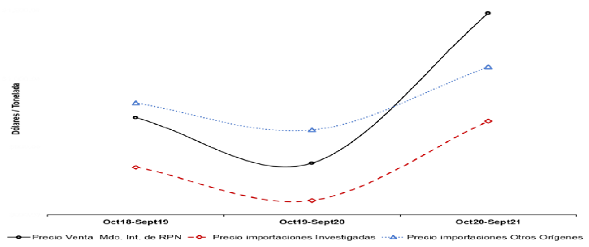 Dólares / Tonelada
Oct18-Sept19 Oct19-Sept20 Oct20-Sept21
Precio Venta Mdo. Int. de RPN Precio importaciones Investigadas Precio importaciones Otros Orígenes